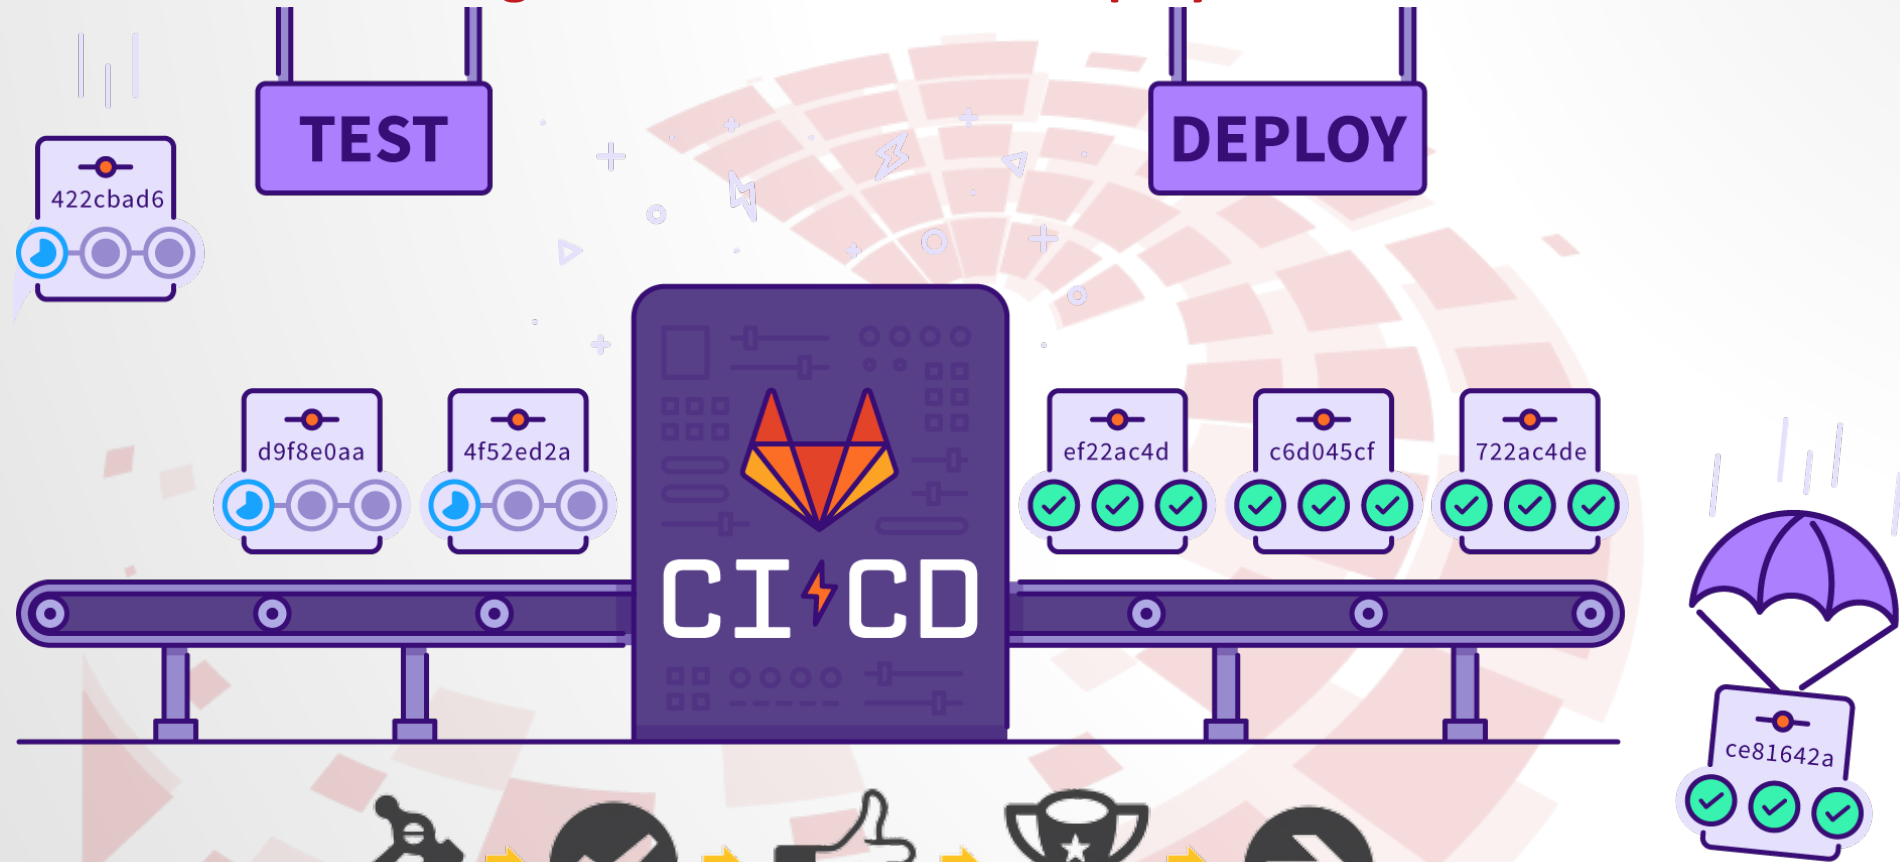 TEST
DEPLOY
422cbad6
d9f8e0aa
4f52ed2a
ef22ac4d
c6d045cf
722ac4de
CI CD
ce81642a